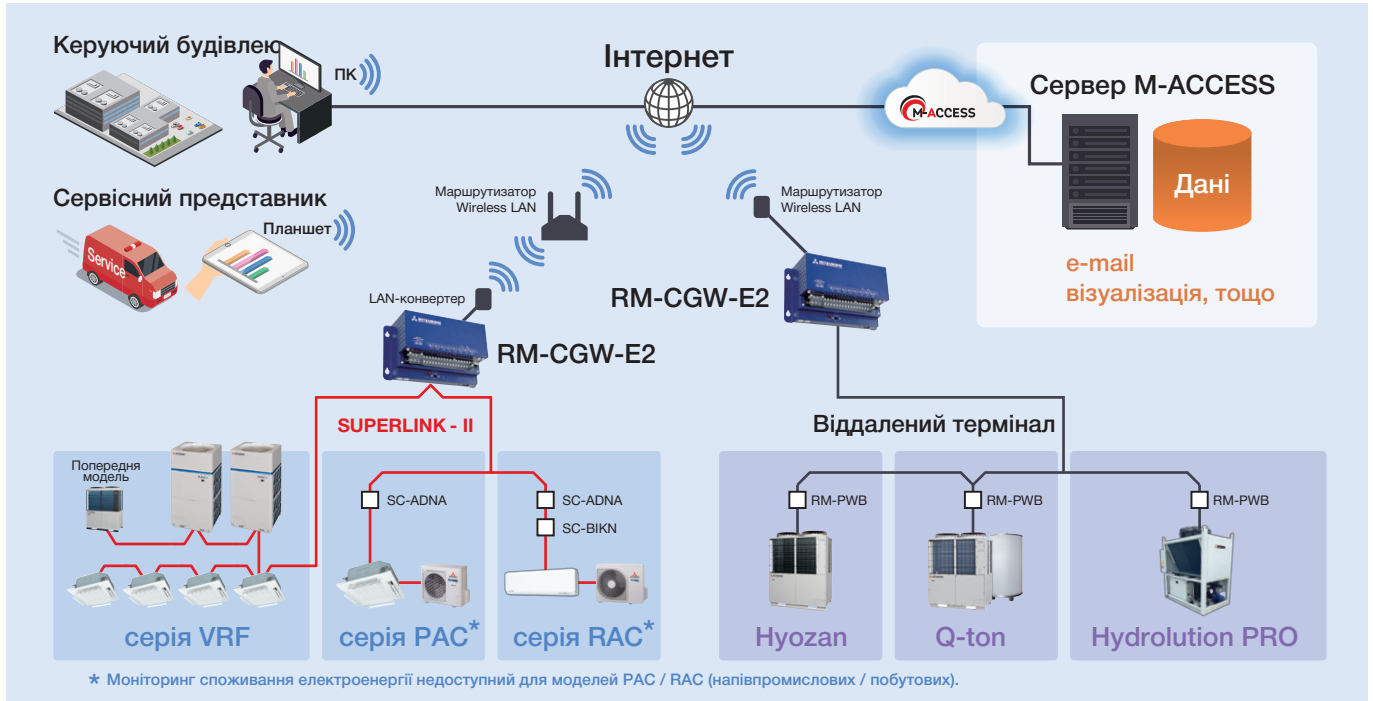 Керуючий будівлею
ПК
Інтернет
M-ACCESS
Сервер M-ACCESS
Дані
e-mail
візуалізація, тощо
Сервісний представник
Service
Планшет
Маршрутизатор
Wireless LAN
Маршрутизатор
Wireless LAN
LAN-конвертер
RM-CGW-E2
RM-CGW-E2
SUPERLINK - II
Віддалений термінал
Попередня
модель
SC-ADNA
SC-ADNA
SC-BIKN
RM-PWB
RM-PWB
RM-PWB
серія VRF
серія PAC*
серія RAC*
Hyozan
Q-ton
Hydrolution PRO
* Моніторинг споживання електроенергії недоступний для моделей PAC / RAC (напівпромислових / побутових).